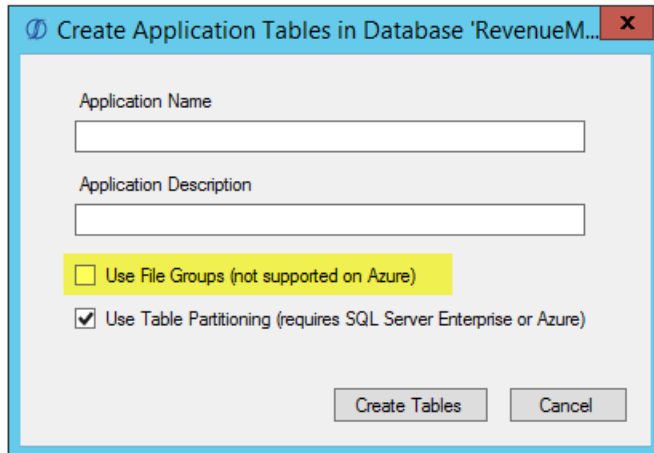 Create Application Tables in Database 'RevenueM...
Application Name
Application Description
Use File Groups (not supported on Azure)
Use Table Partitioning (requires SQL Server Enterprise or Azure)
Create Tables Cancel